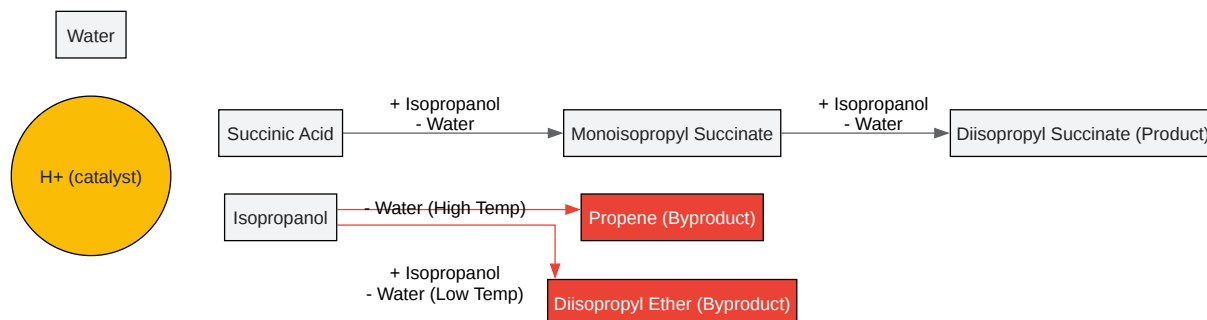 Water
H+ (catalyst)
Succinic Acid
+ Isopropanol
- Water
Monoisopropyl Succinate
+ Isopropanol
- Water
Diisopropyl Succinate (Product)
Isopropanol
- Water (High Temp)
Propene (Byproduct)
+ Isopropanol
- Water (Low Temp)
Diisopropyl Ether (Byproduct)